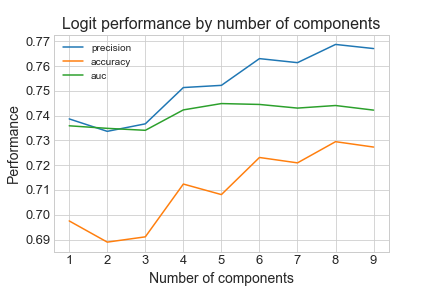 Logit performance by number of components
0.77
0.76
0.75
0.74
0.73
0.72
0.71
0.70
0.69
precision
accuracy
auc
Performance
1 2 3 4 5 6 7 8 9
Number of components